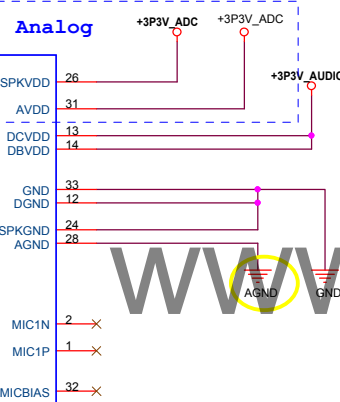 Analog
+3P3V_ADC
+3P3V_ADC
SPKVDD 26
+3P3V_AUDIO
AVDD 31
DCVDD 13
DBVDD 14
GND 33
DGND 12
SPKGND 24
AGND 28
WW
AGND
GND
MIC1N 2
MIC1P 1
MICBIAS 32